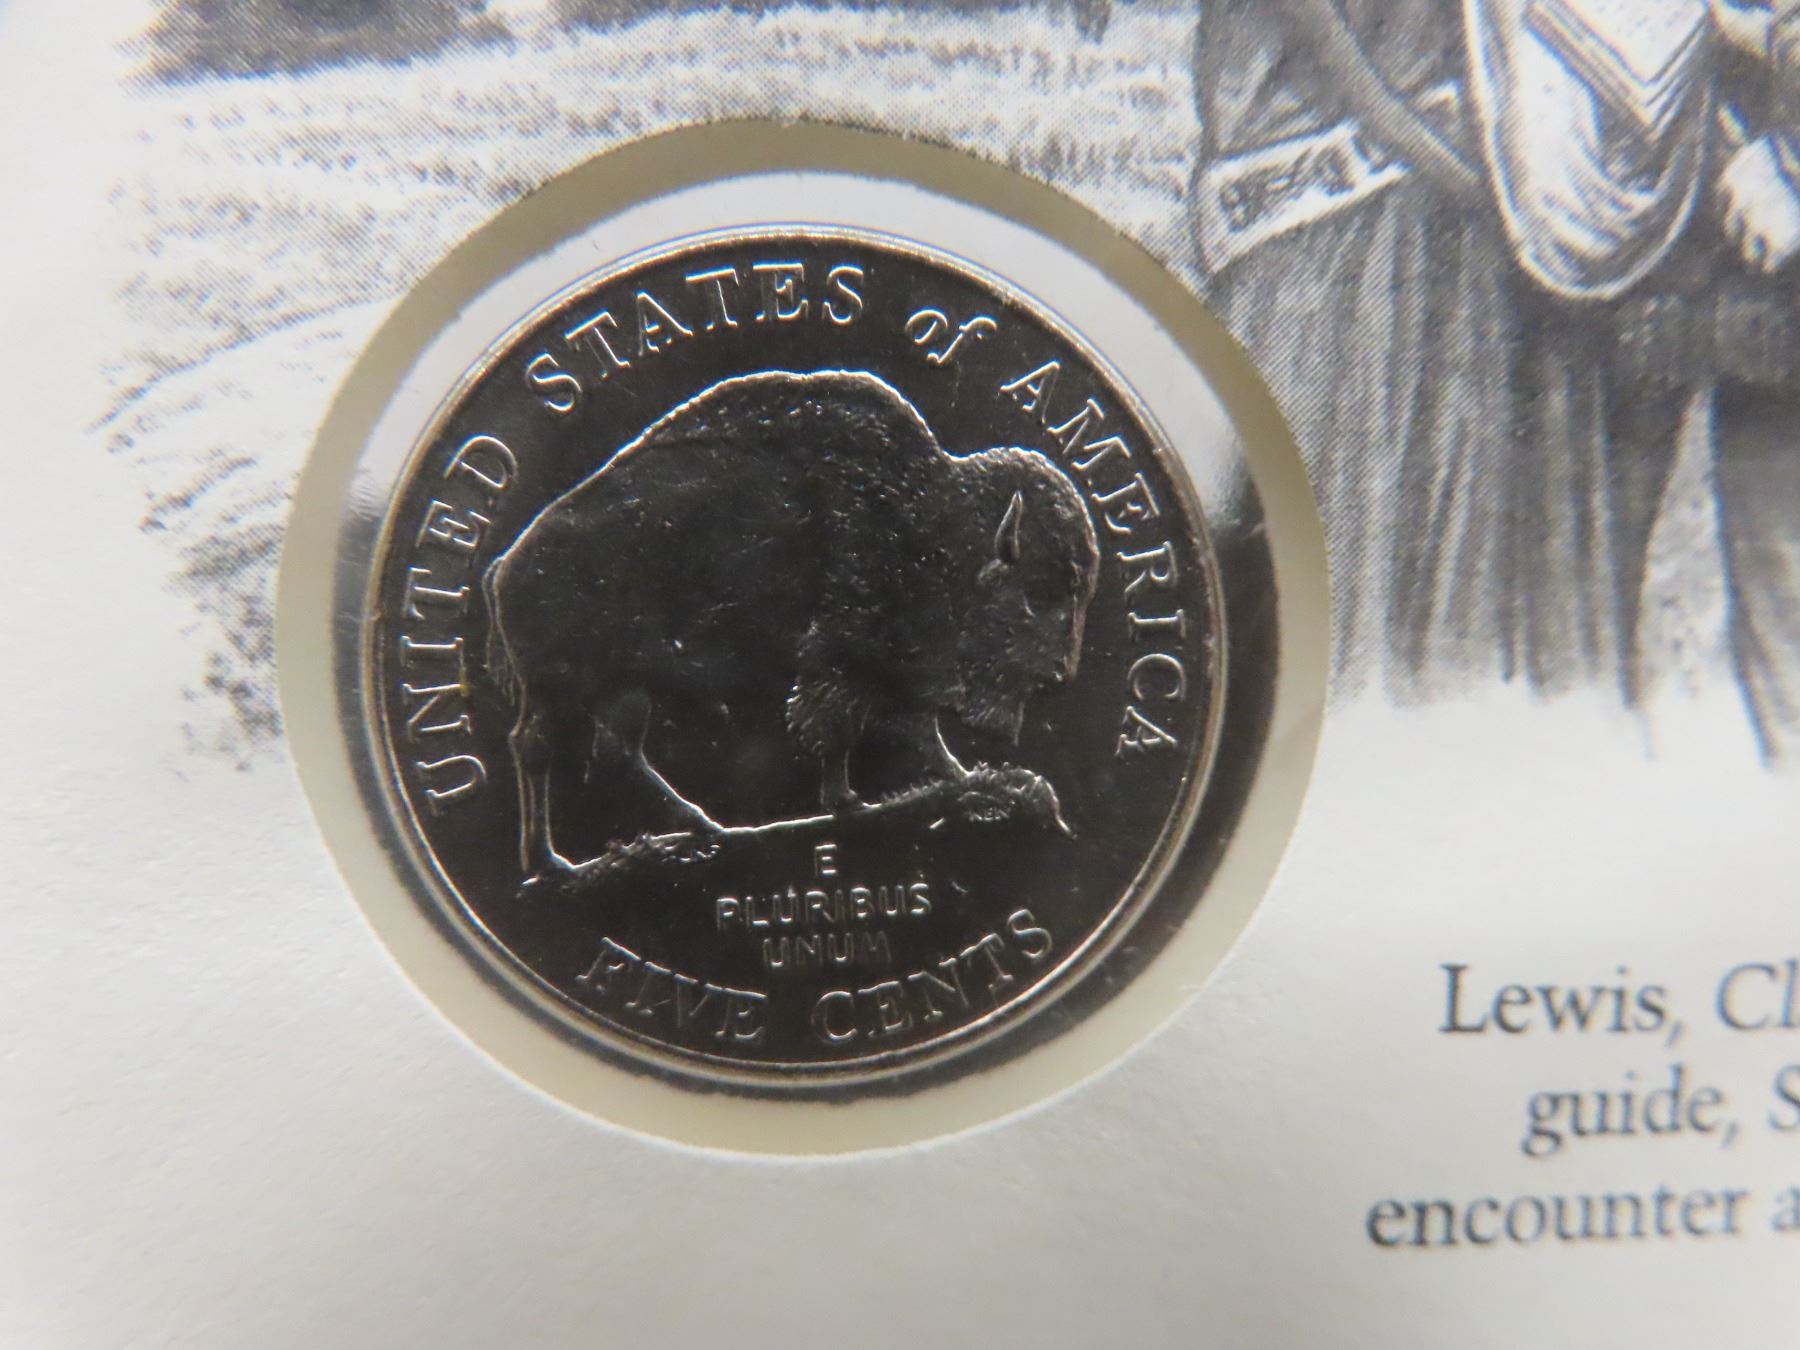 UNITED STATES of AMERICA
E
PLURIBUS
UNUM
FIVE CENTS
Lewis, Cl
guide, S
encounter a